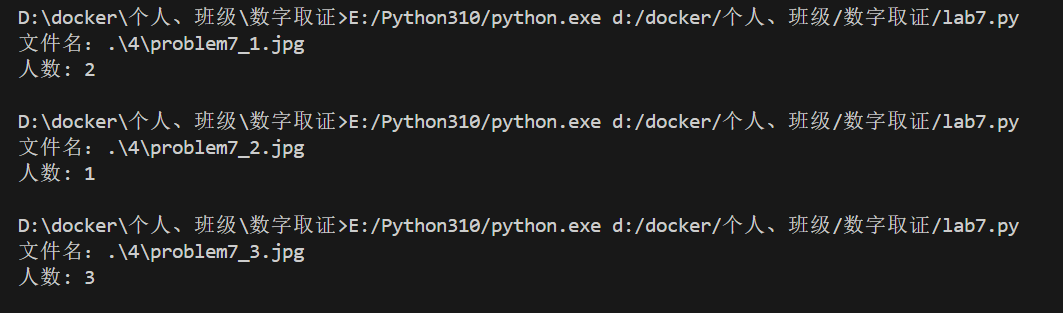 D:\docker\个人、班级\数字取证>E:/Python310/python.exe d:/docker/个人、班级/数字取证/lab7.py
文件名：.\4\problem7_1.jpg
人数: 2
D:\docker\个人、班级\数字取证>E:/Python310/python.exe d:/docker/个人、班级/数字取证/lab7.py
文件名：.\4\problem7_2.jpg
人数: 1
D:\docker\个人、班级\数字取证>E:/Python310/python.exe d:/docker/个人、班级/数字取证/lab7.py
文件名：.\4\problem7_3.jpg
人数: 3